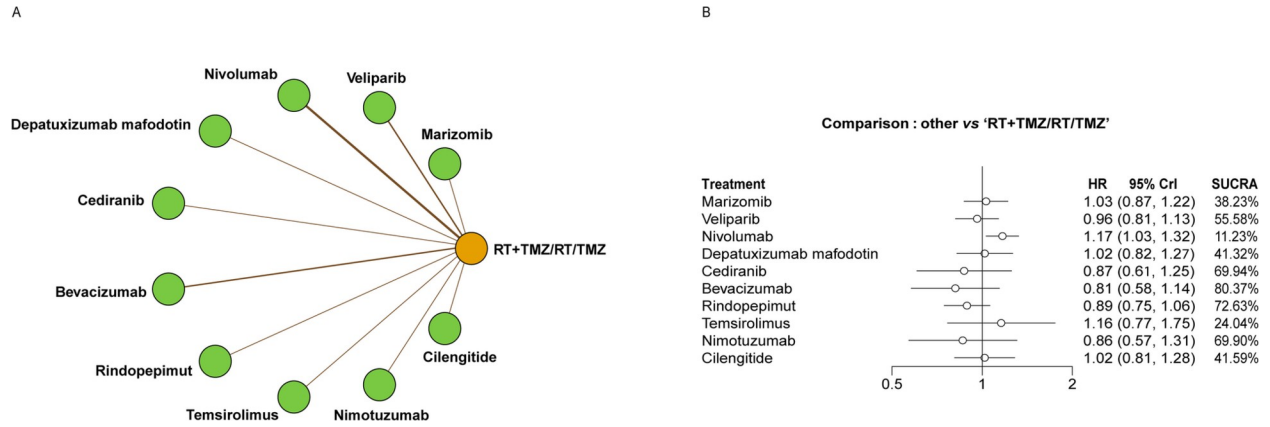 A
Nivolumab
Veliparib
Depatuxizumab mafodotin
Marizomib
Cediranib
RT+TMZ/RT/TMZ
Bevacizumab
Cilengitide
Rindopepimut
Temsirolimus
Nimotuzumab
B
Comparison : other vs ‘RT+TMZ/RT/TMZ’
Treatment HR 95% Crl SUCRA
Marizomib 1.03 (0.87, 1.22) 38.23%
Veliparib 0.96 (0.81, 1.13) 55.58%
Nivolumab 1.17 (1.03, 1.32) 11.23%
Depatuxizumab mafodotin 1.02 (0.82, 1.27) 41.32%
Cediranib 0.87 (0.61, 1.25) 69.94%
Bevacizumab 0.81 (0.58, 1.14) 80.37%
Rindopepimut 0.89 (0.75, 1.06) 72.63%
Temsirolimus 1.16 (0.77, 1.75) 24.04%
Nimotuzumab 0.86 (0.57, 1.31) 69.90%
Cilengitide 1.02 (0.81, 1.28) 41.59%
0.5 1 2